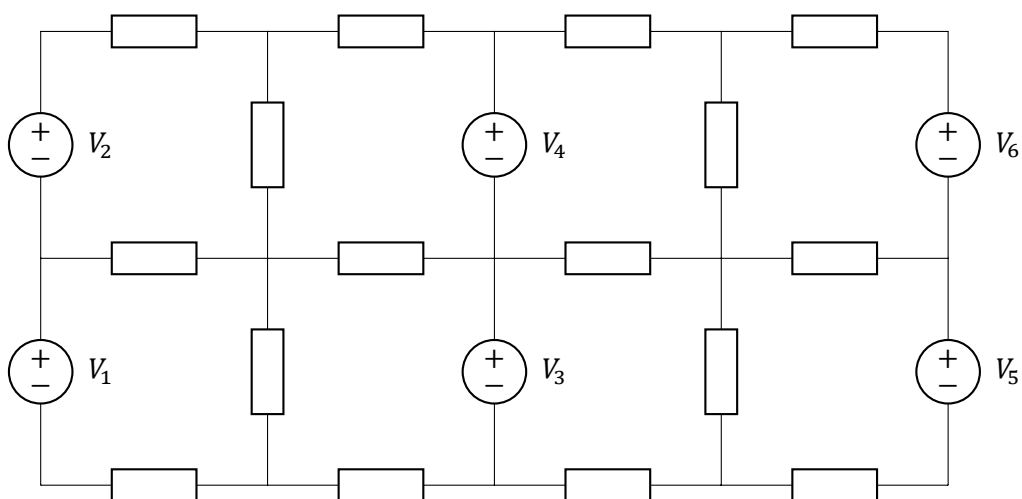 + − V₂
+ − V₄
+ − V₆
+ − V₁
+ − V₃
+ − V₅